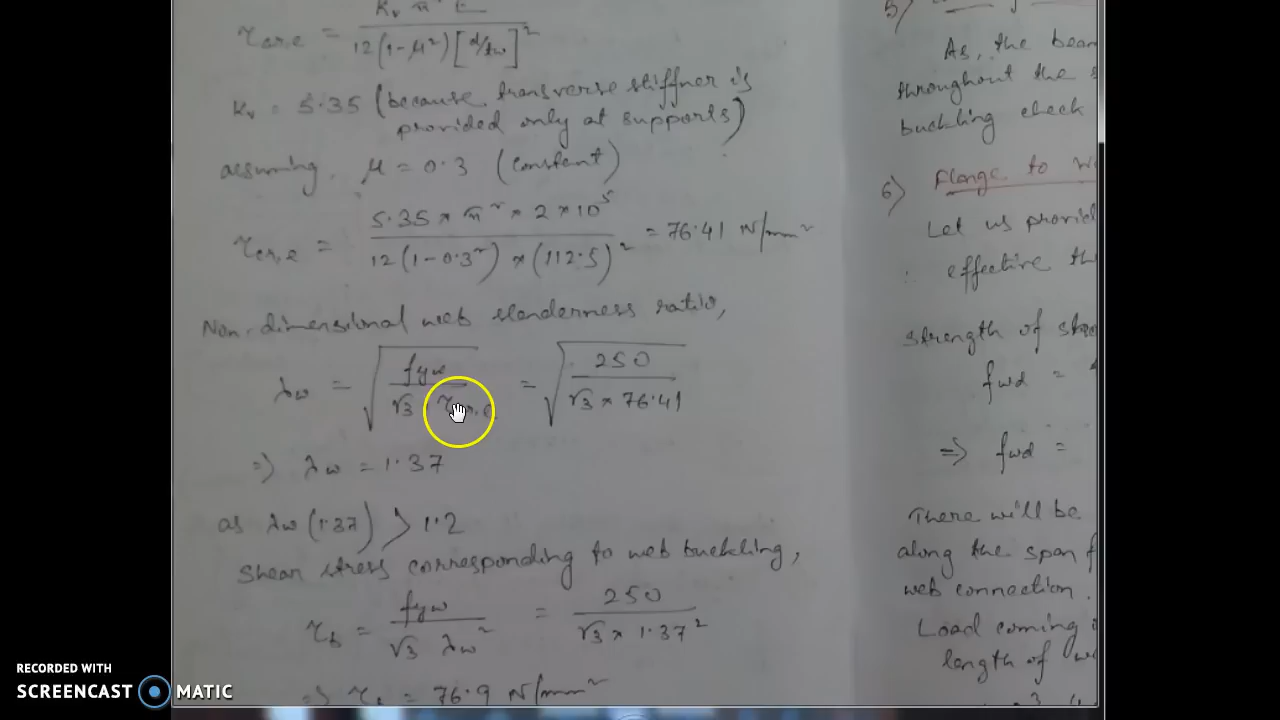 τcr,e = Kv π² E / 12(1-μ²)[d/tw]²
Kv = 5.35 (because transverse stiffner is
provided only at supports)
assuming, μ = 0.3 (constant)
τcr,e = 5.35 × π² × 2 × 10⁵ / 12(1-0.3²) × (112.5)² = 76.41 N/mm²
Non-dimensional web slenderness ratio,
λw = √(fyw / √3 . τcr,e) = √(250 / √3 × 76.41)
=> λw = 1.37
as λw (1.37) > 1.2
Shear stress corresponding to web buckling,
τb = fyw / √3 λw² = 250 / √3 × 1.37²
=> τb = 76.9 N/mm²
5)
As, the bea
throughout the s
buckling check
6) Flange to W
Let us provi
∴ effective th
strength of
fwd =
=> fwd =
There will be
along the span f
web connection.
Load coming
length of w
RECORDED WITH
SCREENCAST MATIC